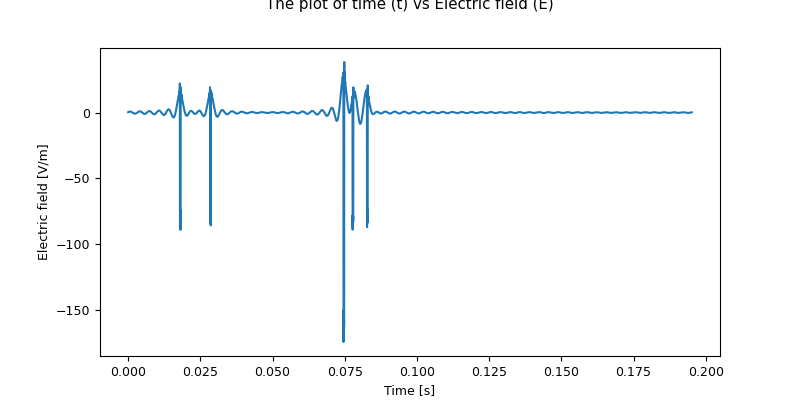 The plot of time (t) vs Electric field (E)
0
−50
−100
−150
Electric field [V/m]
0.000 0.025 0.050 0.075 0.100 0.125 0.150 0.175 0.200
Time [s]